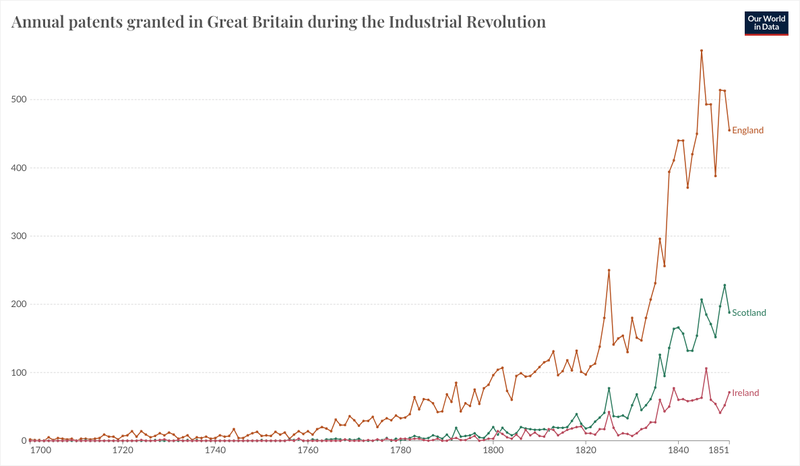 Annual patents granted in Great Britain during the Industrial Revolution
Our World
in Data
500
400
300
200
100
0
England
Scotland
Ireland
1700 1720 1740 1760 1780 1800 1820 1840 1851